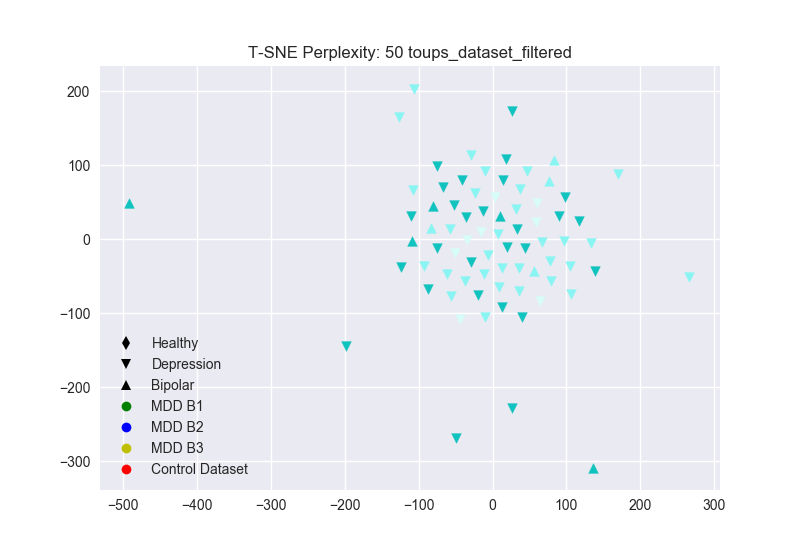 T-SNE Perplexity: 50 toups_dataset_filtered
200
100
0
−100
−200
−300
Healthy
Depression
Bipolar
MDD B1
MDD B2
MDD B3
Control Dataset
−500 −400 −300 −200 −100 0 100 200 300